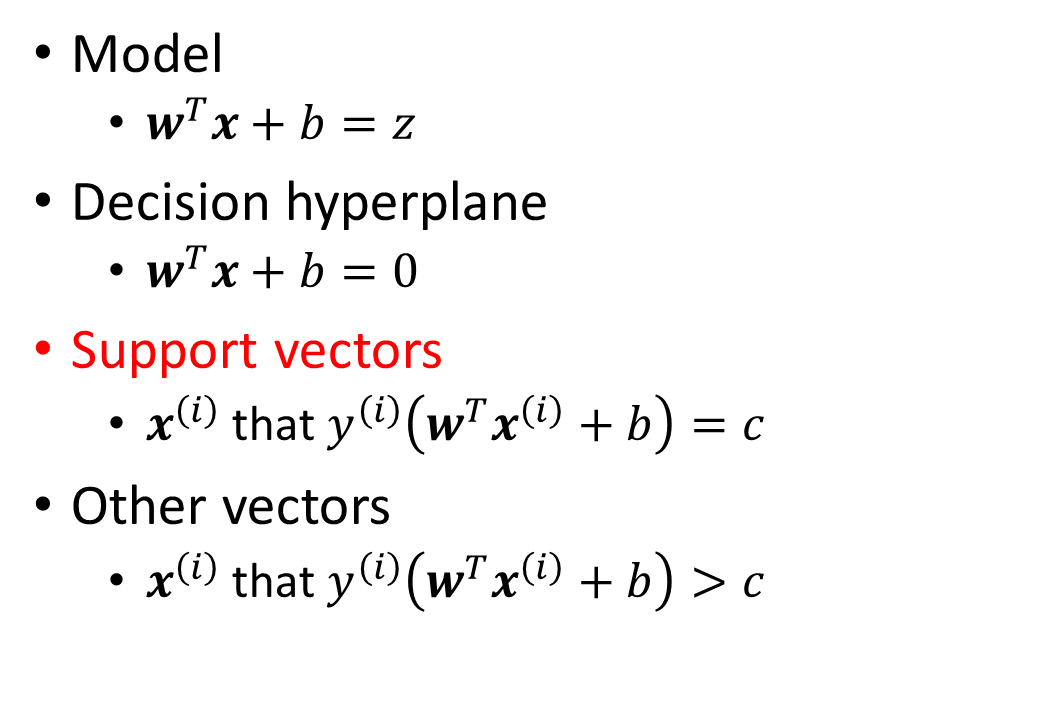 • Model
• 𝒘ᵀ𝒙 + b = z
• Decision hyperplane
• 𝒘ᵀ𝒙 + b = 0
• Support vectors
• 𝒙⁽ⁱ⁾ that y⁽ⁱ⁾(𝒘ᵀ𝒙⁽ⁱ⁾ + b) = c
• Other vectors
• 𝒙⁽ⁱ⁾ that y⁽ⁱ⁾(𝒘ᵀ𝒙⁽ⁱ⁾ + b) > c